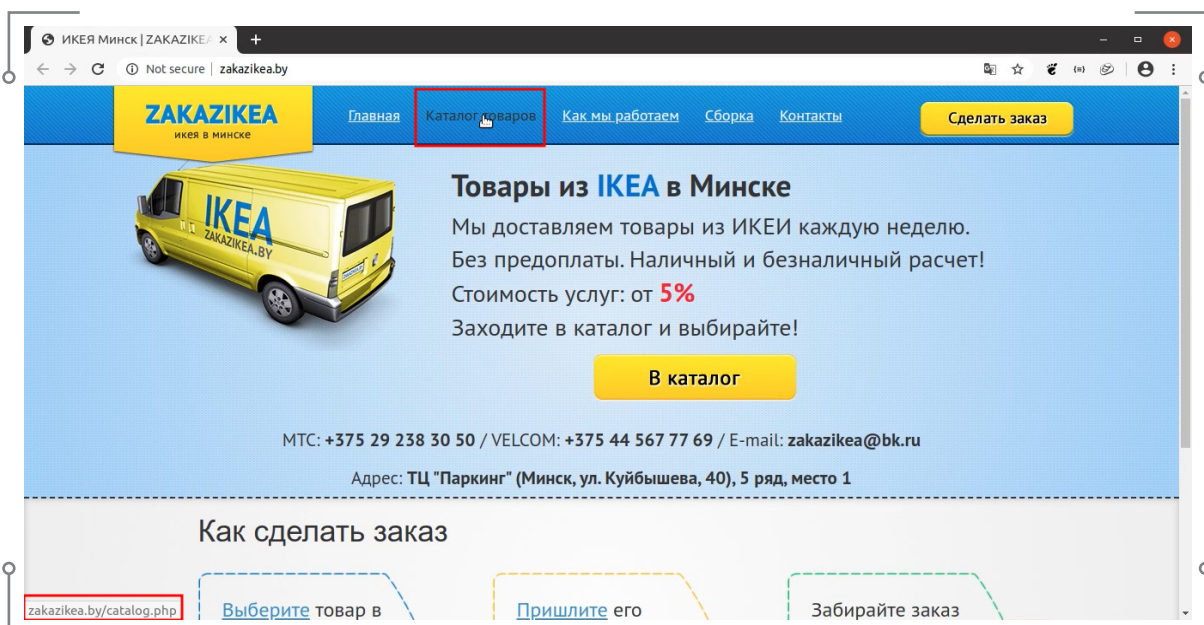 ИКЕЯ Минск | ZAKAZIKEA
Not secure | zakazikea.by
ZAKAZIKEA
икея в минске
Главная
Каталог товаров
Как мы работаем
Сборка
Контакты
Сделать заказ
IKEA
ZAKAZIKEA.BY
Товары из IKEA в Минске
Мы доставляем товары из ИКЕИ каждую неделю.
Без предоплаты. Наличный и безналичный расчет!
Стоимость услуг: от 5%
Заходите в каталог и выбирайте!
В каталог
МТС: +375 29 238 30 50 / VELCOM: +375 44 567 77 69 / E-mail: zakazikea@bk.ru
Адрес: ТЦ "Паркинг" (Минск, ул. Куйбышева, 40), 5 ряд, место 1
Как сделать заказ
Выберите товар в
Пришлите его
Забирайте заказ
zakazikea.by/catalog.php